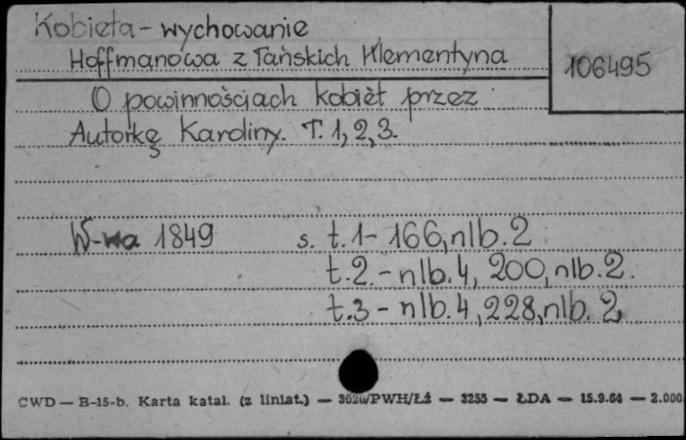 Kobieta - wychowanie
Hoffmanowa z Tańskich Klementyna
106495
O powinnościach kobiet przez
Autorkę Karoliny. T. 1, 2, 3.
W-wa 1849 s. t.1- 166, nlb. 2
t.2.- nlb. 4, 200, nlb. 2.
t.3 - nlb. 4, 228, nlb. 2,
CWD — B-15-b. Karta katal. (z liniat.) — 3020/PWH/Łż — 3255 — ŁDA — 15.9.64 — 2.000